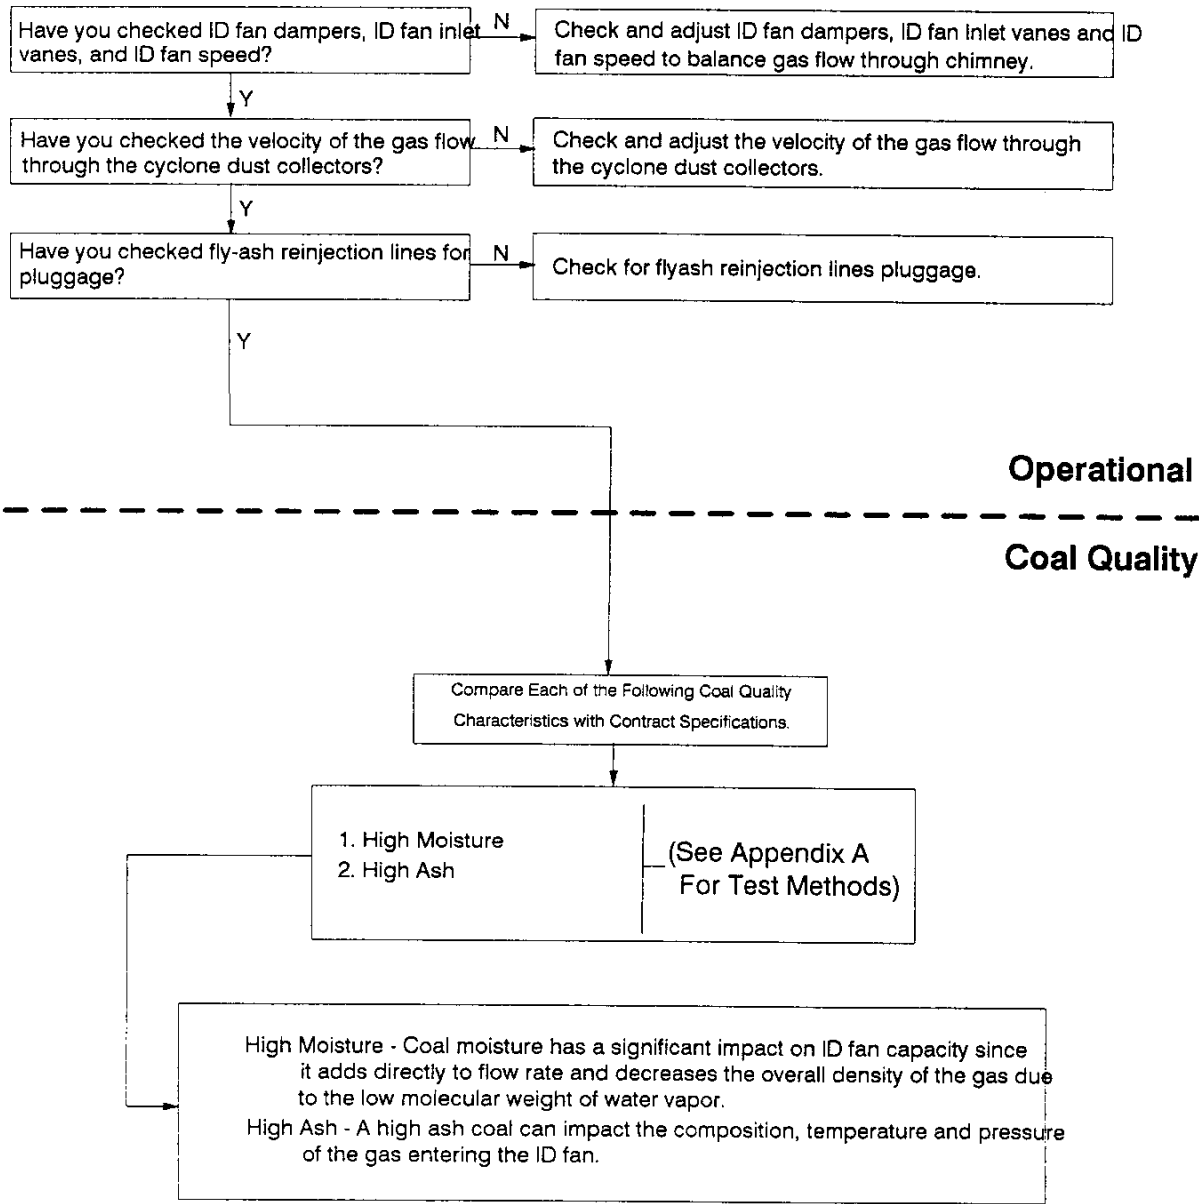 Have you checked ID fan dampers, ID fan inlet
vanes, and ID fan speed?
N
Check and adjust ID fan dampers, ID fan inlet vanes and ID
fan speed to balance gas flow through chimney.
Y
Have you checked the velocity of the gas flow
through the cyclone dust collectors?
N
Check and adjust the velocity of the gas flow through
the cyclone dust collectors.
Y
Have you checked fly-ash reinjection lines for
pluggage?
N
Check for flyash reinjection lines pluggage.
Y
Operational
Coal Quality
Compare Each of the Following Coal Quality
Characteristics with Contract Specifications.
1. High Moisture
2. High Ash
(See Appendix A
For Test Methods)
High Moisture - Coal moisture has a significant impact on ID fan capacity since
it adds directly to flow rate and decreases the overall density of the gas due
to the low molecular weight of water vapor.
High Ash - A high ash coal can impact the composition, temperature and pressure
of the gas entering the ID fan.